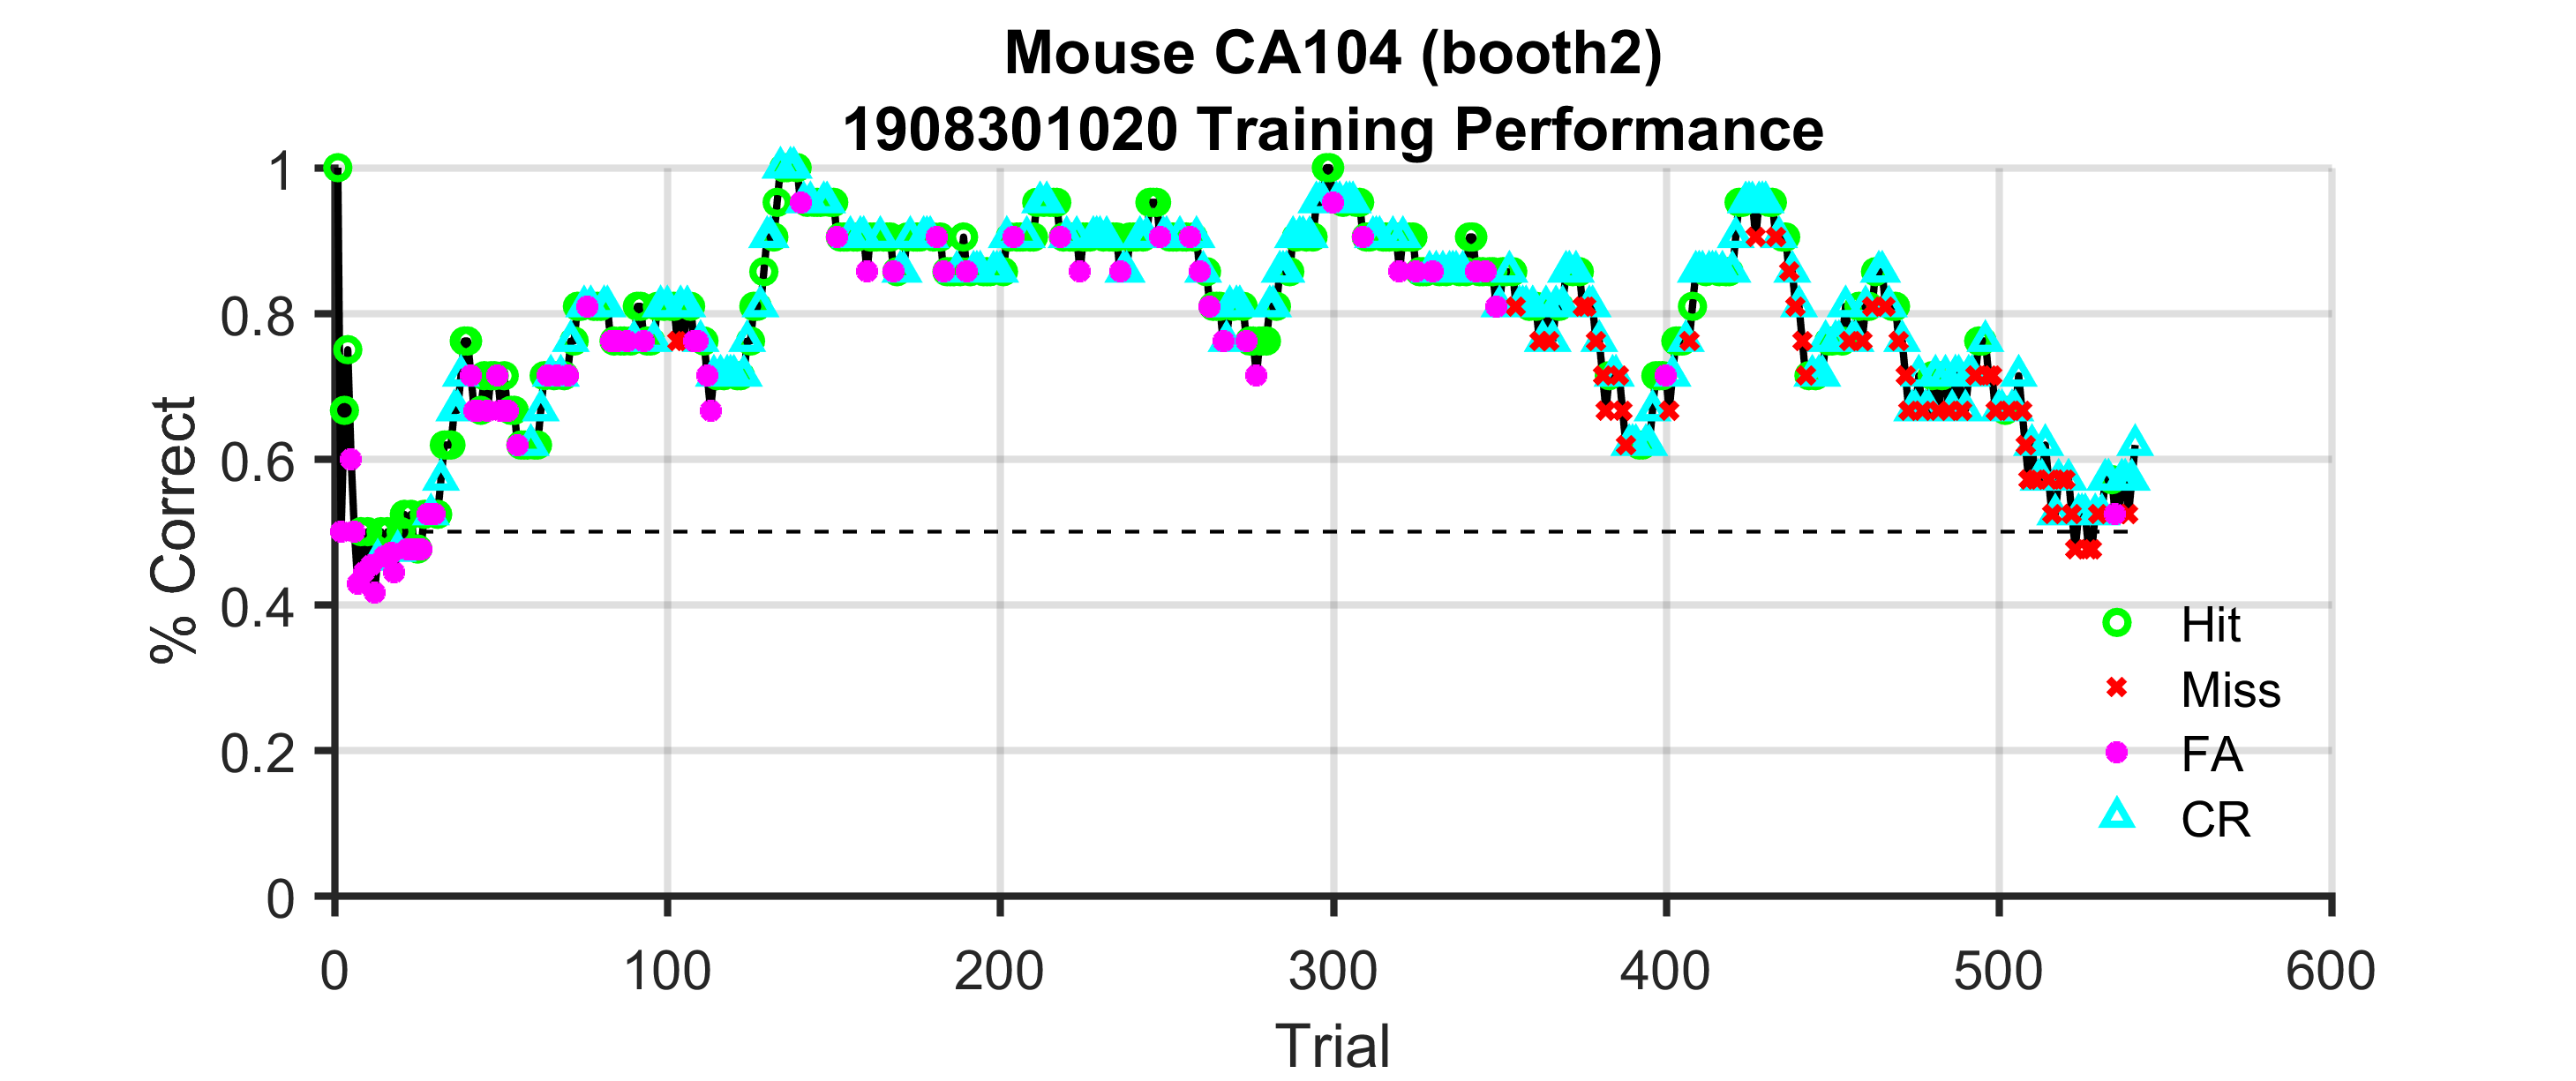 Mouse CA104 (booth2)
1908301020 Training Performance
% Correct
1
0.8
0.6
0.4
0.2
0
0 100 200 300 400 500 600
Trial
Hit
Miss
FA
CR